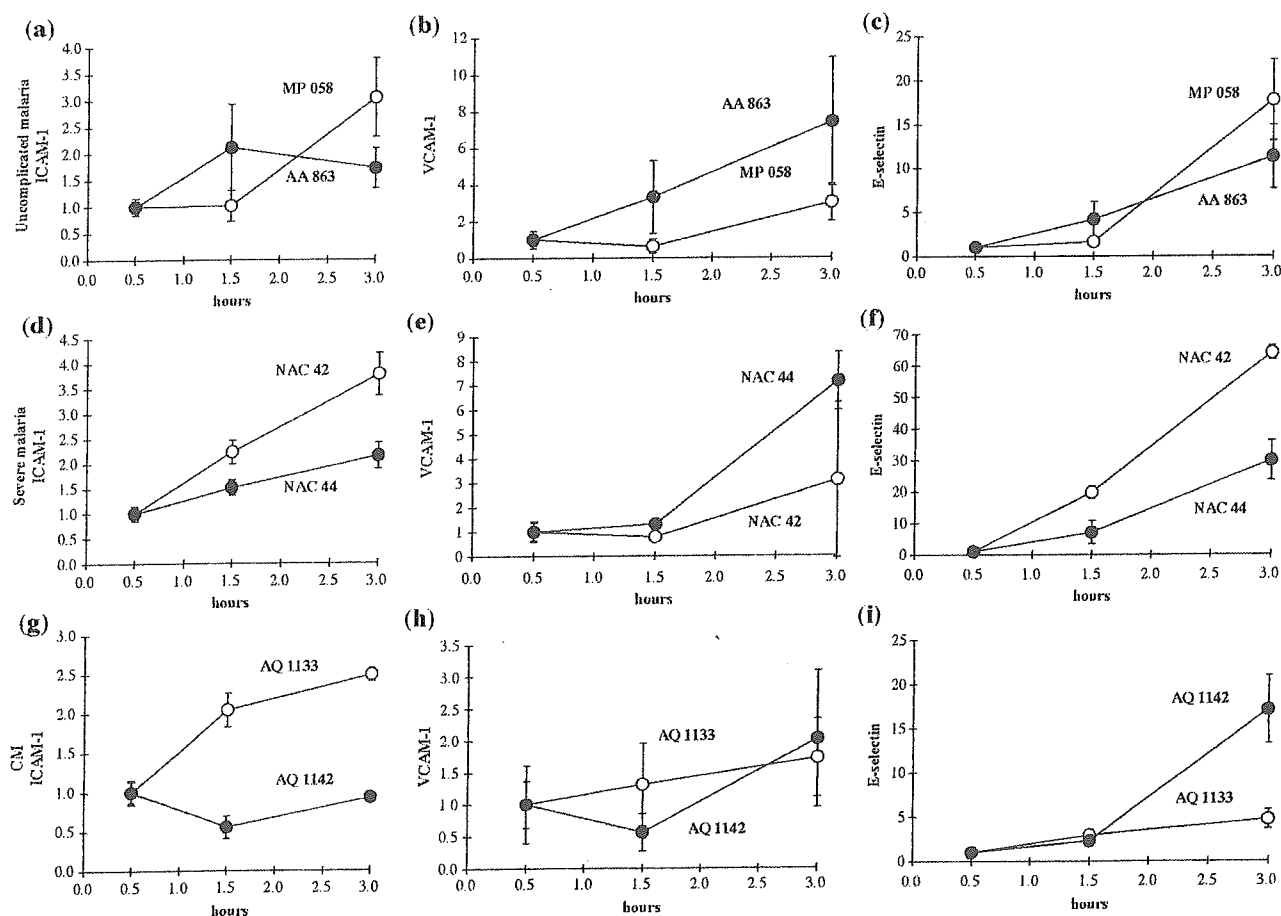 (a)
Uncomplicated malaria
ICAM-1
4.0
3.5
3.0
2.5
2.0
1.5
1.0
0.5
0.0
MP 058
AA 863
0.0 0.5 1.0 1.5 2.0 2.5 3.0
hours
(b)
VCAM-1
12
10
8
6
4
2
0
AA 863
MP 058
0.0 0.5 1.0 1.5 2.0 2.5 3.0
hours
(c)
E-selectin
25
20
15
10
5
0
MP 058
AA 863
0.0 0.5 1.0 1.5 2.0 2.5 3.0
hours
(d)
Severe malaria
ICAM-1
4.5
4.0
3.5
3.0
2.5
2.0
1.5
1.0
0.5
0.0
NAC 42
NAC 44
0.0 0.5 1.0 1.5 2.0 2.5 3.0
hours
(e)
VCAM-1
9
8
7
6
5
4
3
2
1
0
NAC 44
NAC 42
0.0 0.5 1.0 1.5 2.0 2.5 3.0
hours
(f)
E-selectin
70
60
50
40
30
20
10
0
NAC 42
NAC 44
0.0 0.5 1.0 1.5 2.0 2.5 3.0
hours
(g)
CM
ICAM-1
3.0
2.5
2.0
1.5
1.0
0.5
0.0
AQ 1133
AQ 1142
0.0 0.5 1.0 1.5 2.0 2.5 3.0
hours
(h)
VCAM-1
3.5
3.0
2.5
2.0
1.5
1.0
0.5
0.0
AQ 1133
AQ 1142
0.0 0.5 1.0 1.5 2.0 2.5 3.0
hours
(i)
E-selectin
25
20
15
10
5
0
AQ 1142
AQ 1133
0.0 0.5 1.0 1.5 2.0 2.5 3.0
hours